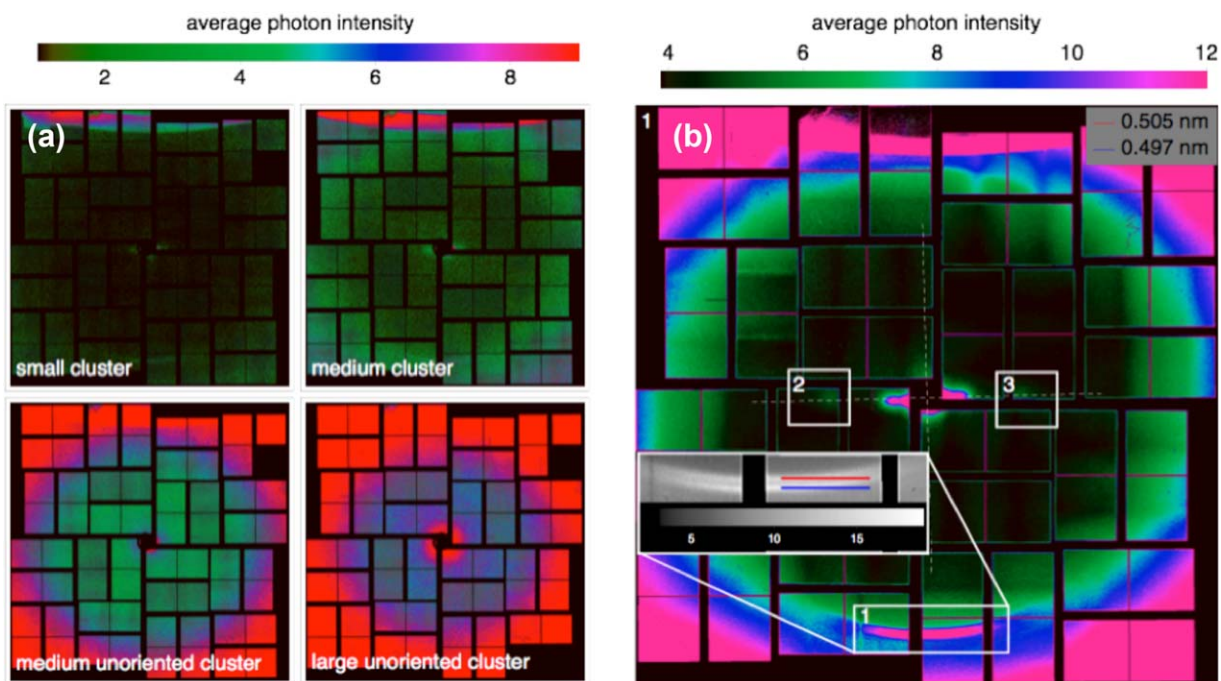 average photon intensity
2 4 6 8
(a)
small cluster
medium cluster
medium unoriented cluster
large unoriented cluster
average photon intensity
4 6 8 10 12
1
(b)
0.505 nm
0.497 nm
2
3
5 10 15
1